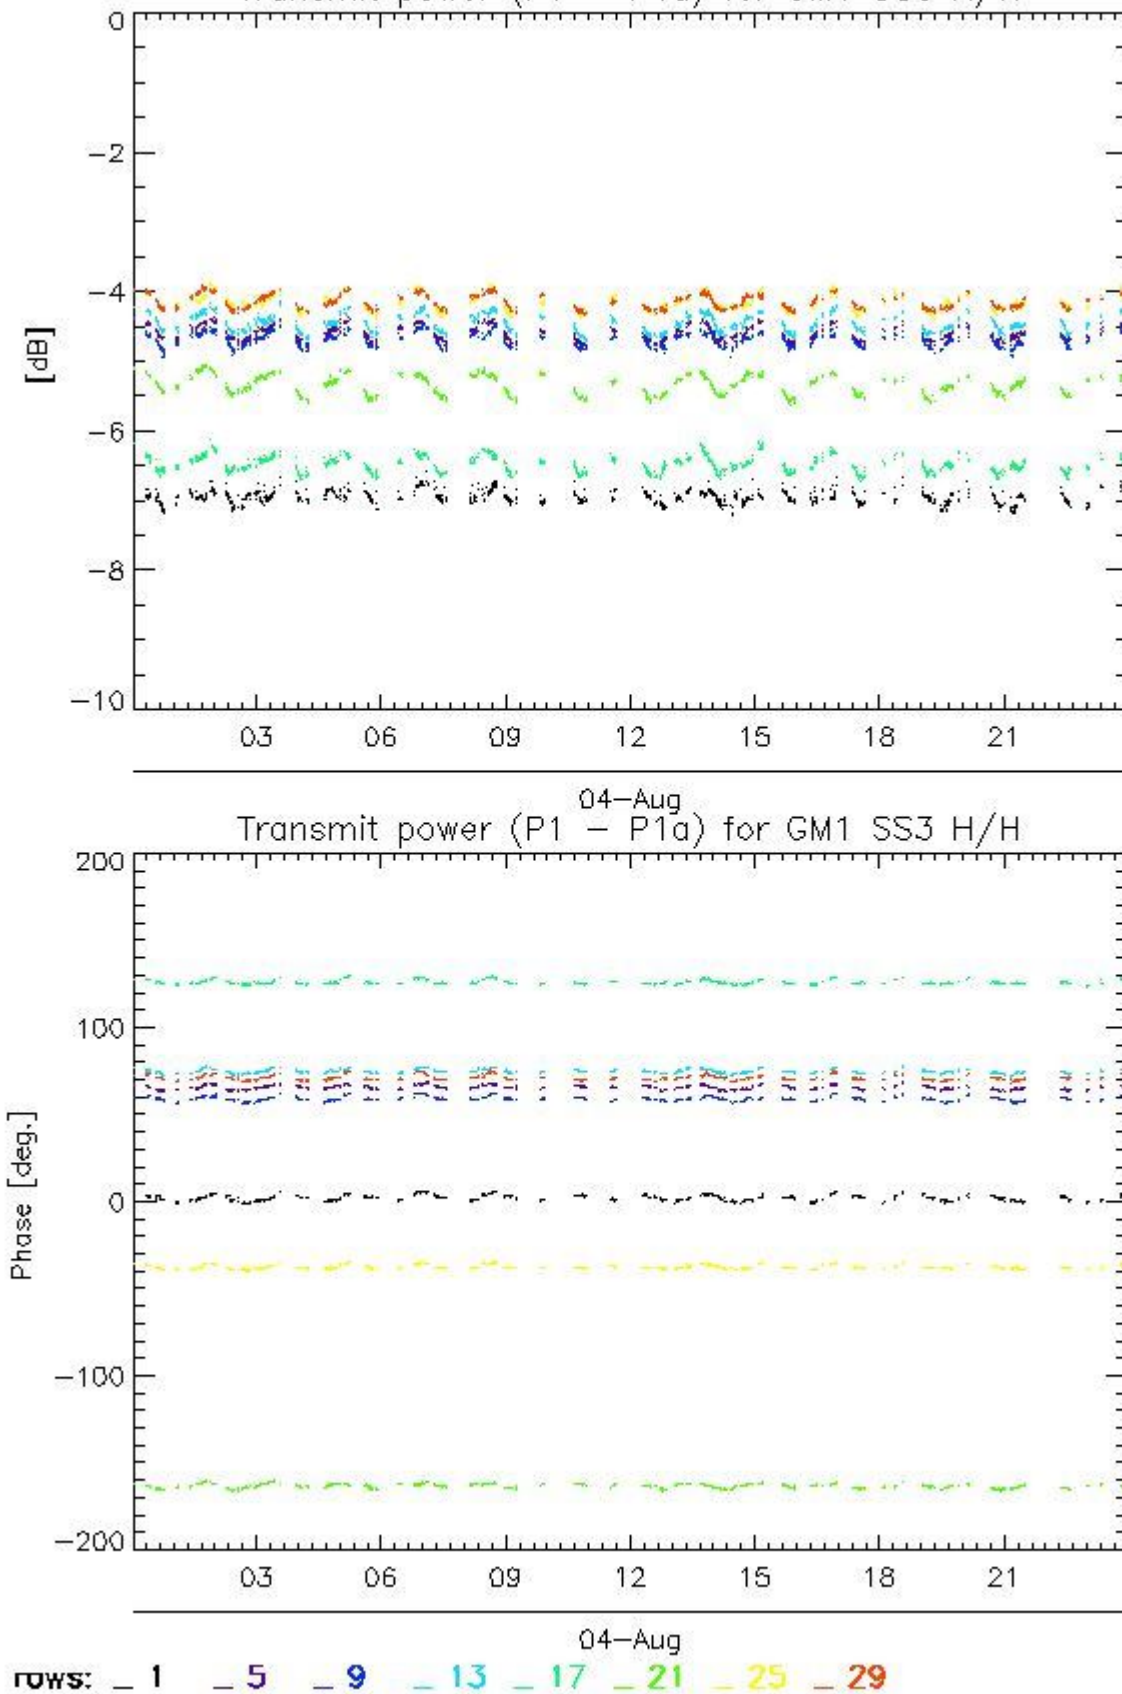 0
−2
−4
−6
−8
−10
[dB]
03 06 09 12 15 18 21
04−Aug
Transmit power (P1 − P1a) for GM1 SS3 H/H
200
100
0
−100
−200
Phase [deg.]
03 06 09 12 15 18 21
04−Aug
rows: _ 1 _ 5 _ 9 _ 13 _ 17 _ 21 _ 25 _ 29